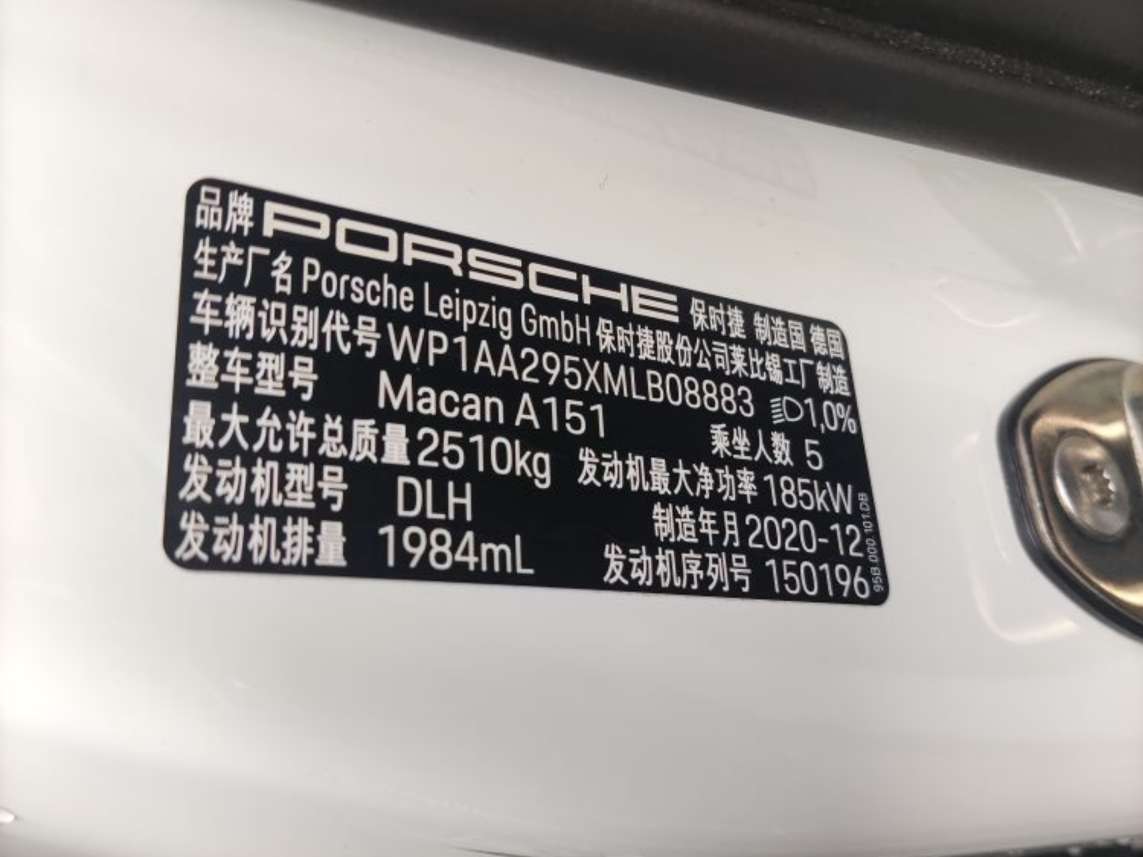 品牌 PORSCHE 保时捷 制造国 德国
生产厂名 Porsche Leipzig GmbH 保时捷股份公司莱比锡工厂制造
车辆识别代号 WP1AA295XMLB08883 1,0%
整车型号 Macan A151 乘坐人数 5
最大允许总质量 2510kg 发动机最大净功率 185kW
发动机型号 DLH 制造年月 2020-12
发动机排量 1984mL 发动机序列号 150196
95B.000.101.DB